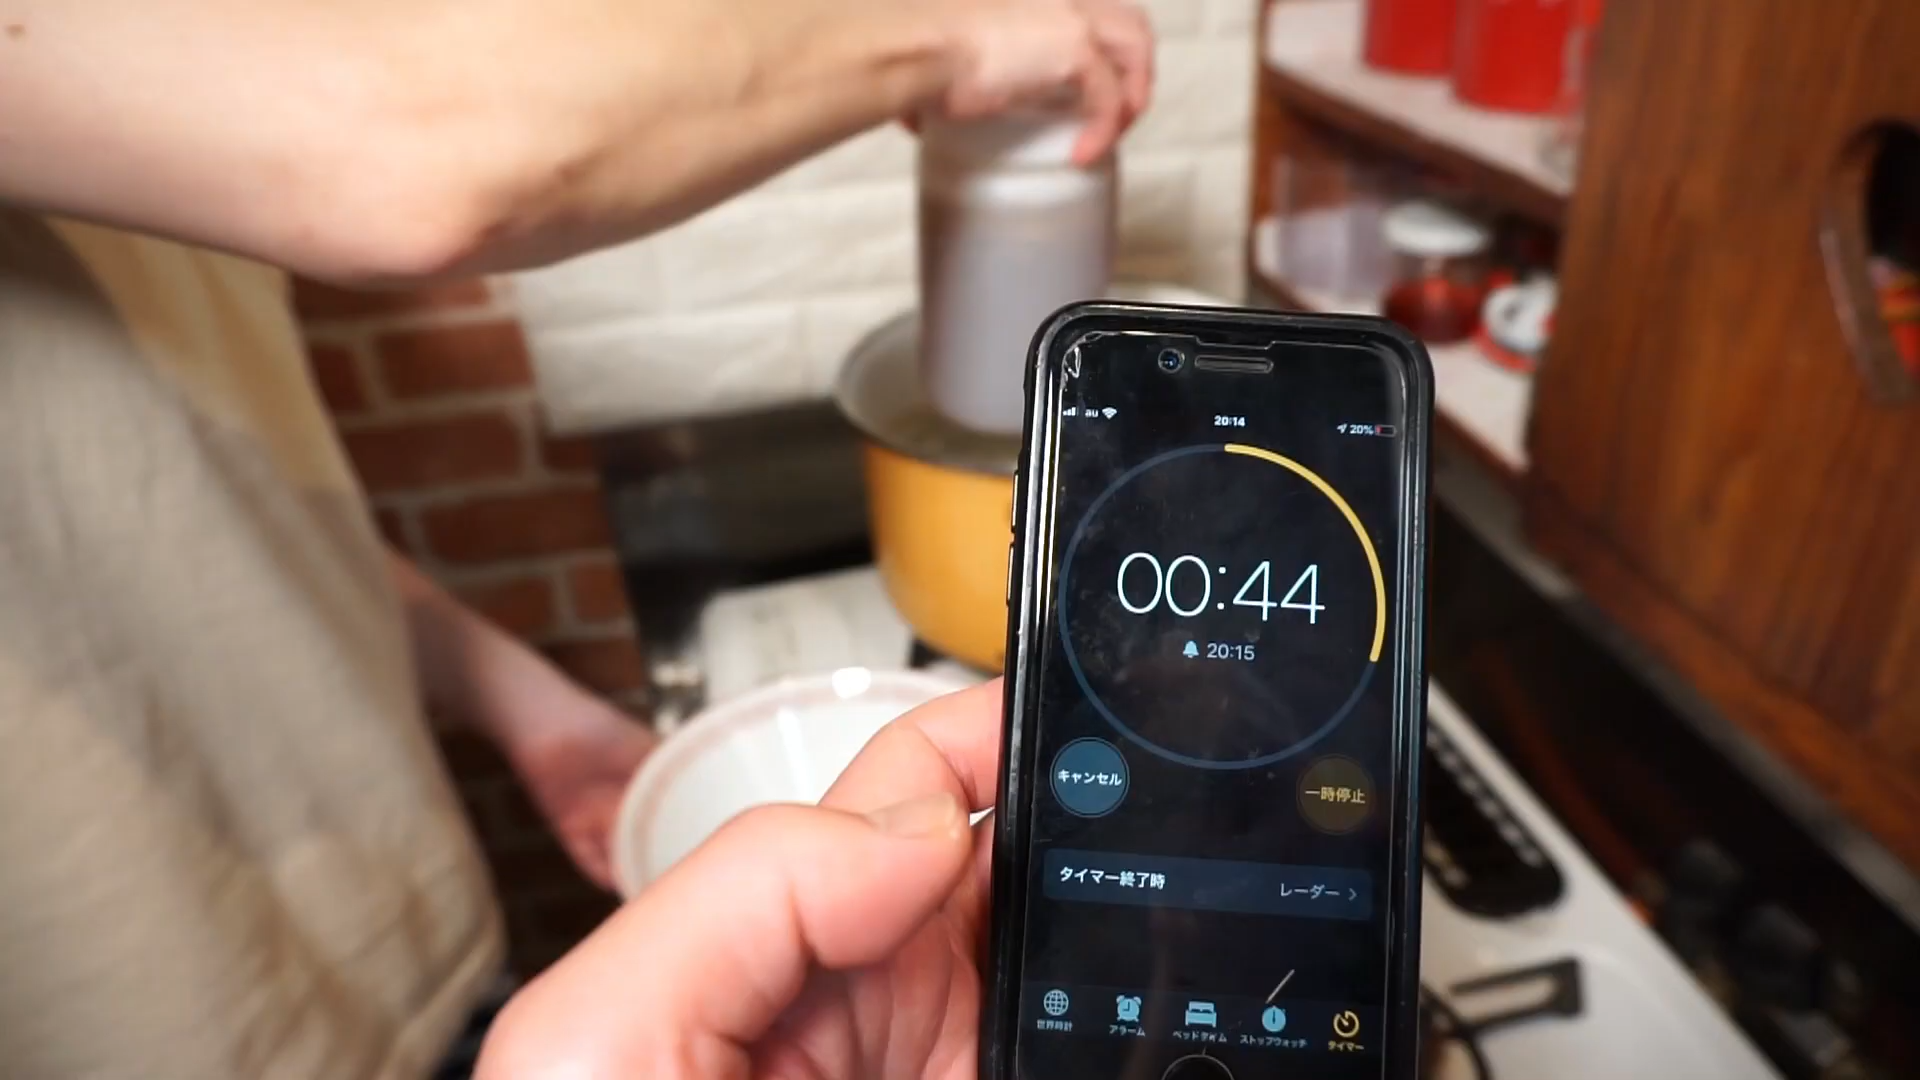 au 20:14 20%
00:44
20:15
キャンセル 一時停止
タイマー終了時 レーダー
世界時計 アラーム ベッドタイム ストップウォッチ タイマー